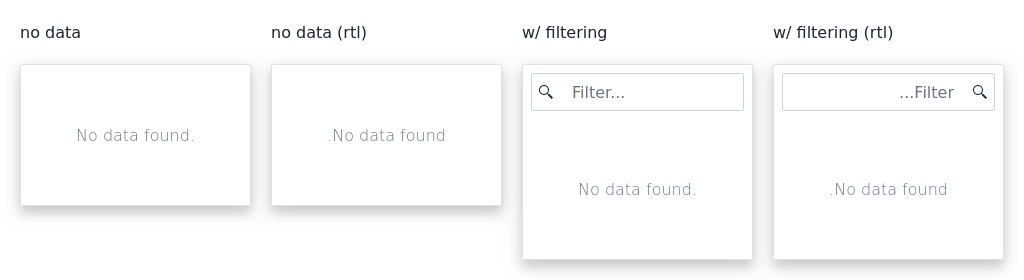 no data
No data found.
no data (rtl)
.No data found
w/ filtering
Filter...
No data found.
w/ filtering (rtl)
...Filter
.No data found